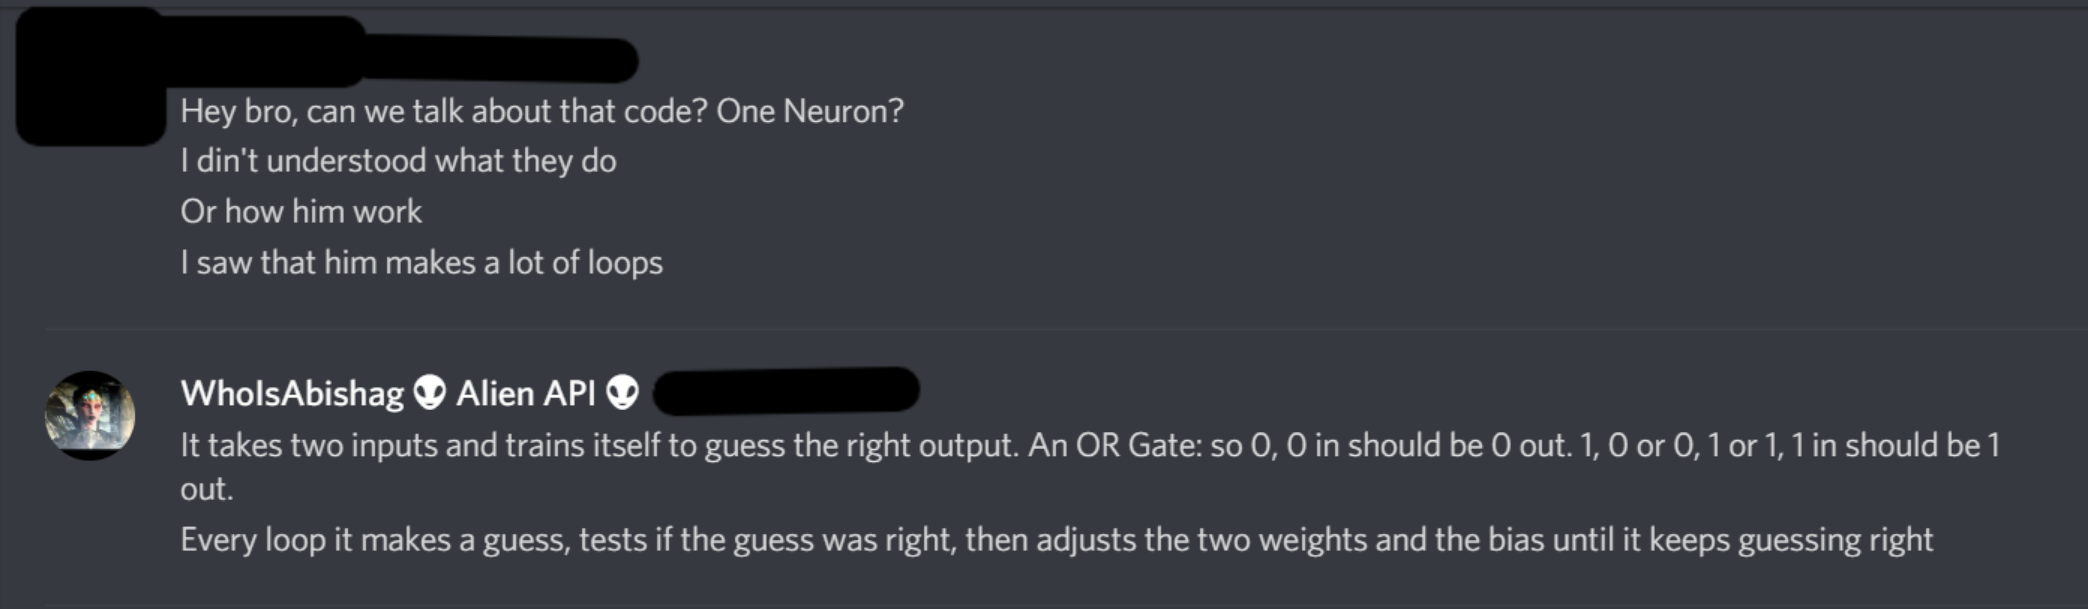 Hey bro, can we talk about that code? One Neuron?
I din't understood what they do
Or how him work
I saw that him makes a lot of loops
WhoIsAbishag 👽 Alien API 👽
It takes two inputs and trains itself to guess the right output. An OR Gate: so 0, 0 in should be 0 out. 1, 0 or 0, 1 or 1, 1 in should be 1
out.
Every loop it makes a guess, tests if the guess was right, then adjusts the two weights and the bias until it keeps guessing right